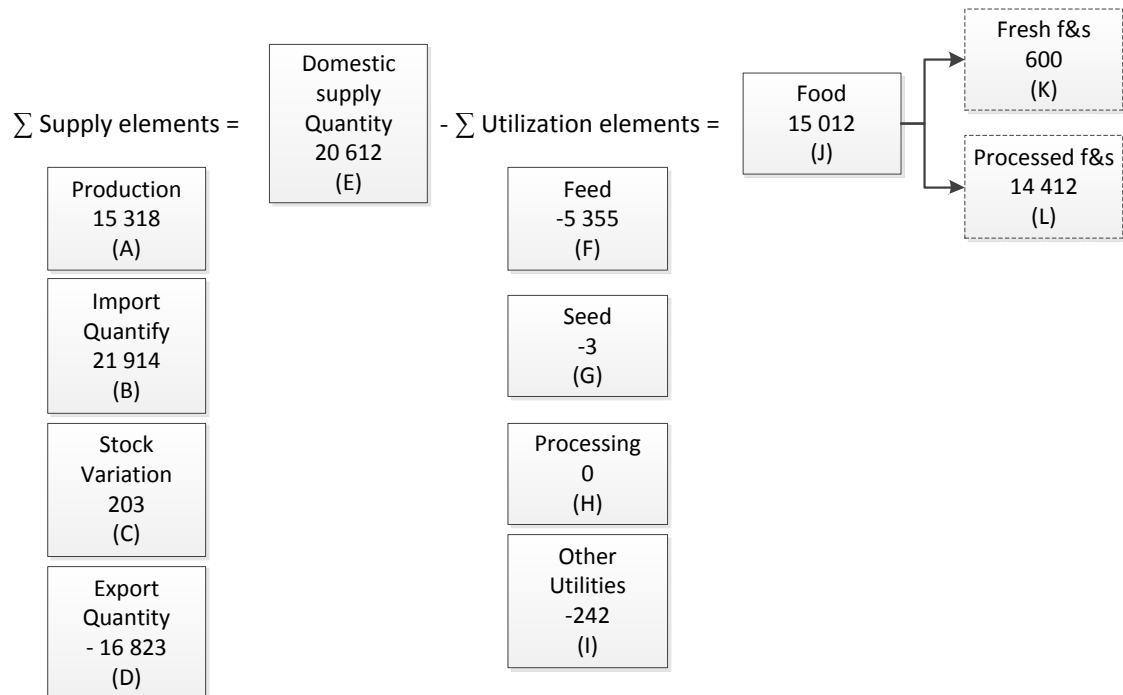 ∑ Supply elements =
Production
15 318
(A)
Import
Quantify
21 914
(B)
Stock
Variation
203
(C)
Export
Quantity
- 16 823
(D)
Domestic
supply
Quantity
20 612
(E)
- ∑ Utilization elements =
Feed
-5 355
(F)
Seed
-3
(G)
Processing
0
(H)
Other
Utilities
-242
(I)
Food
15 012
(J)
Fresh f&s
600
(K)
Processed f&s
14 412
(L)